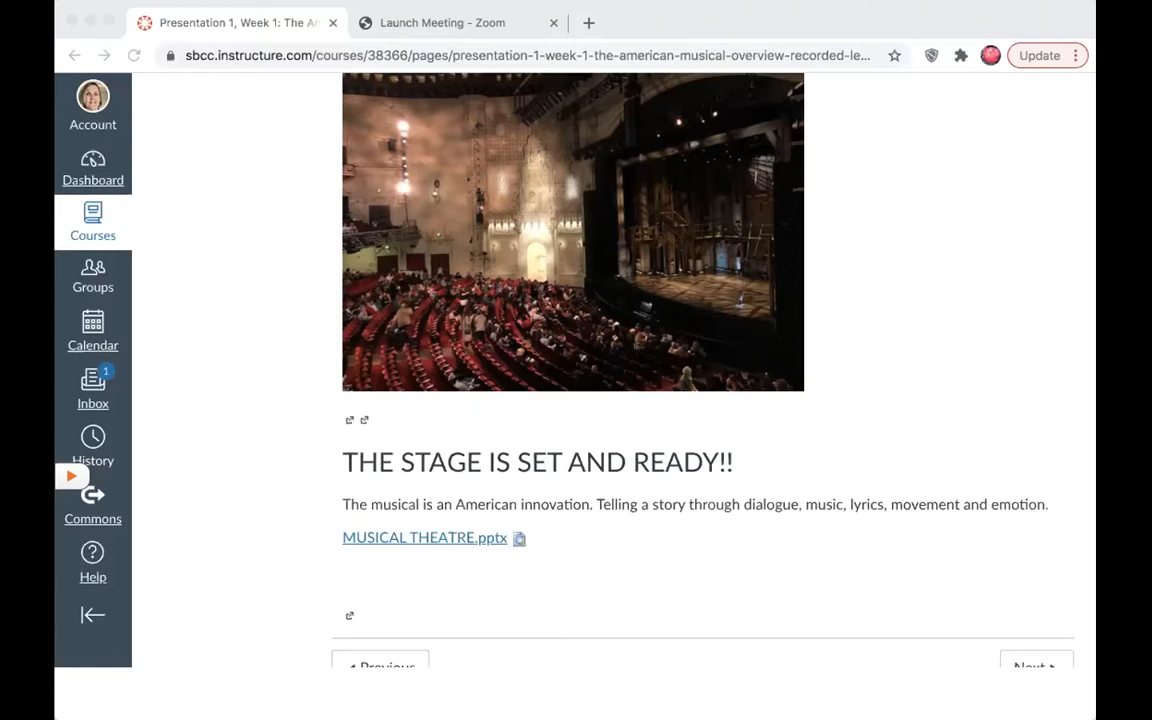 Presentation 1, Week 1: The An
Launch Meeting - Zoom
sbcc.instructure.com/courses/38366/pages/presentation-1-week-1-the-american-musical-overview-recorded-le...
Update
Account
Dashboard
Courses
Groups
Calendar
1
Inbox
History
Commons
Help
THE STAGE IS SET AND READY!!
The musical is an American innovation. Telling a story through dialogue, music, lyrics, movement and emotion.
MUSICAL THEATRE.pptx
Previous
Next